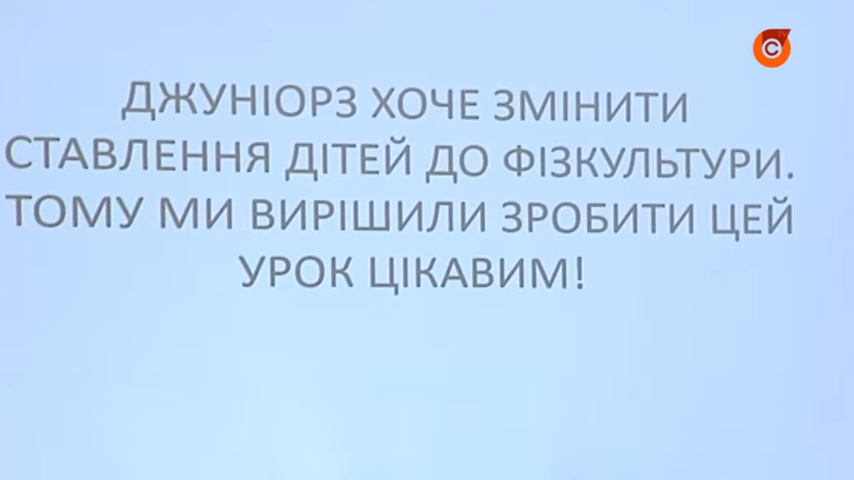 ДЖУНІОРЗ ХОЧЕ ЗМІНИТИ
СТАВЛЕННЯ ДІТЕЙ ДО ФІЗКУЛЬТУРИ.
ТОМУ МИ ВИРІШИЛИ ЗРОБИТИ ЦЕЙ
УРОК ЦІКАВИМ!